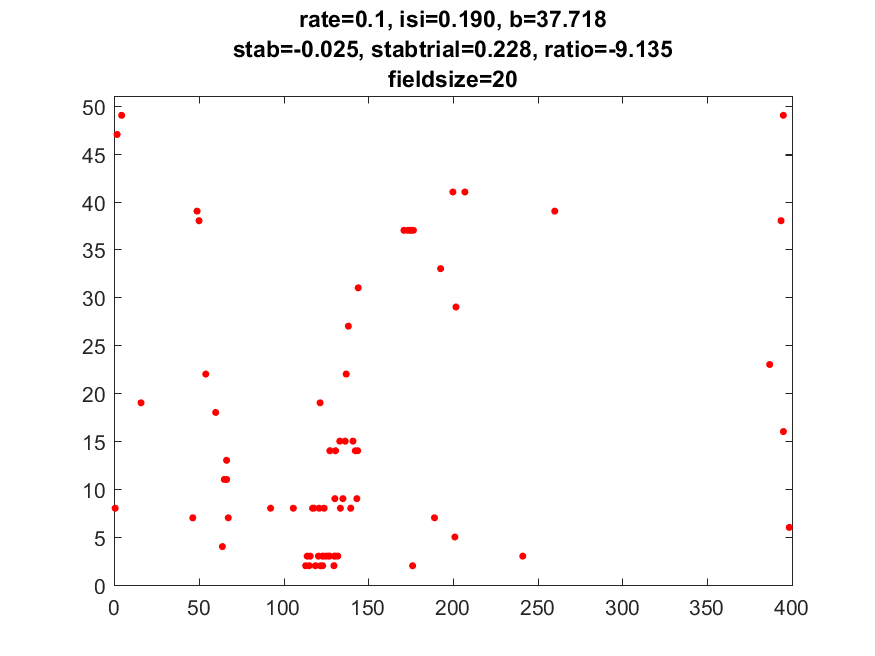 rate=0.1, isi=0.190, b=37.718
stab=-0.025, stabtrial=0.228, ratio=-9.135
fieldsize=20
50
45
40
35
30
25
20
15
10
5
0
0 50 100 150 200 250 300 350 400